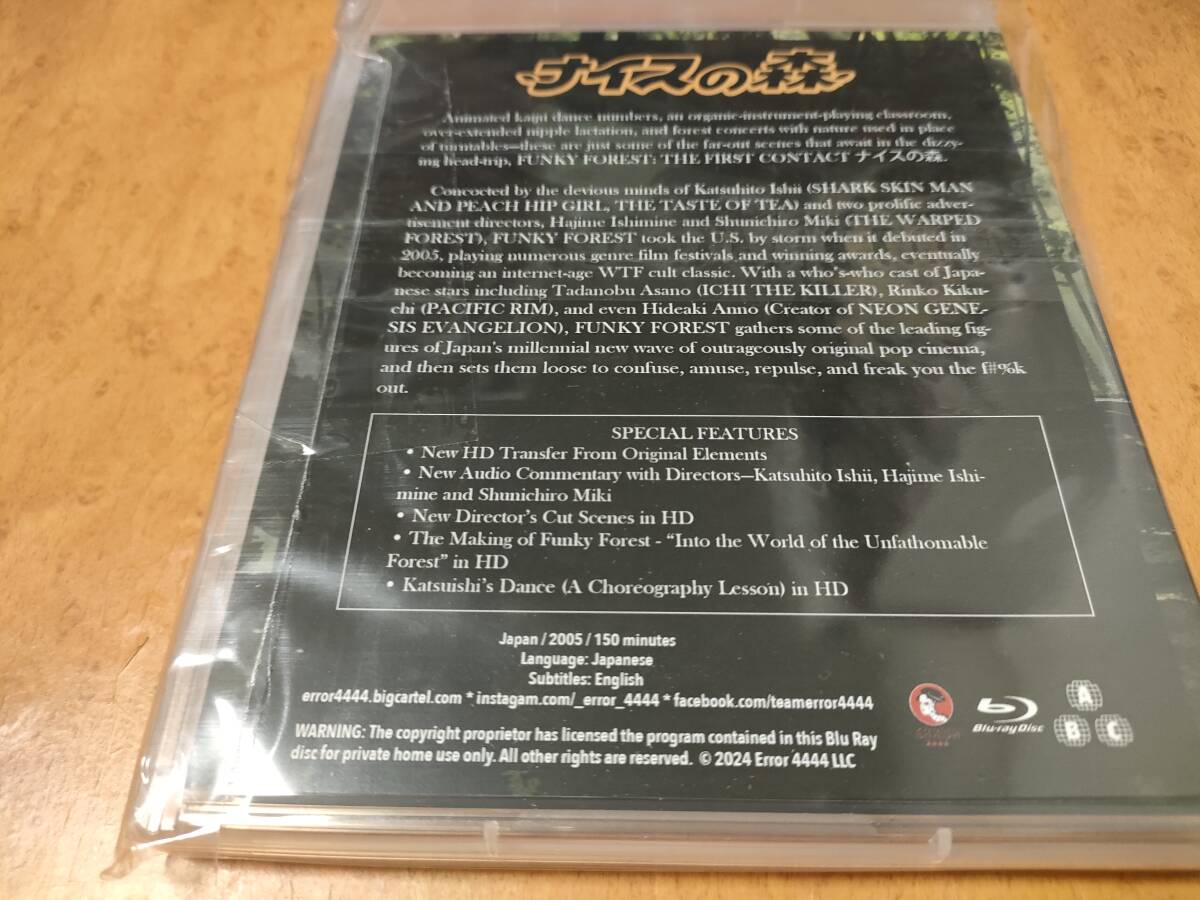 ナイスの森
Animated kaiju dance numbers, an organic-instrument-playing classroom,
over-extended nipple lactation, and forest concerts with nature used in place
of turntables—these are just some of the far-out scenes that await in the dizzy-
ing head-trip, FUNKY FOREST: THE FIRST CONTACT ナイスの森.
Concocted by the devious minds of Katsuhito Ishii (SHARK SKIN MAN
AND PEACH HIP GIRL, THE TASTE OF TEA) and two prolific adver-
tisement directors, Hajime Ishimine and Shunichiro Miki (THE WARPED
FOREST), FUNKY FOREST took the U.S. by storm when it debuted in
2005, playing numerous genre film festivals and winning awards, eventually
becoming an internet-age WTF cult classic. With a who's-who cast of Japa-
nese stars including Tadanobu Asano (ICHI THE KILLER), Rinko Kiku-
chi (PACIFIC RIM), and even Hideaki Anno (Creator of NEON GENE-
SIS EVANGELION), FUNKY FOREST gathers some of the leading fig-
ures of Japan's millennial new wave of outrageously original pop cinema,
and then sets them loose to confuse, amuse, repulse, and freak you the f#%k
out.
SPECIAL FEATURES
• New HD Transfer From Original Elements
• New Audio Commentary with Directors—Katsuhito Ishii, Hajime Ishi-
mine and Shunichiro Miki
• New Director's Cut Scenes in HD
• The Making of Funky Forest - “Into the World of the Unfathomable
Forest” in HD
• Katsuishi's Dance (A Choreography Lesson) in HD
Japan / 2005 / 150 minutes
Language: Japanese
Subtitles: English
error4444.bigcartel.com * instagam.com/_error_4444 * facebook.com/teamerror4444
WARNING: The copyright proprietor has licensed the program contained in this Blu Ray
disc for private home use only. All other rights are reserved. © 2024 Error 4444 LLC
Blu-ray Disc
A
B C